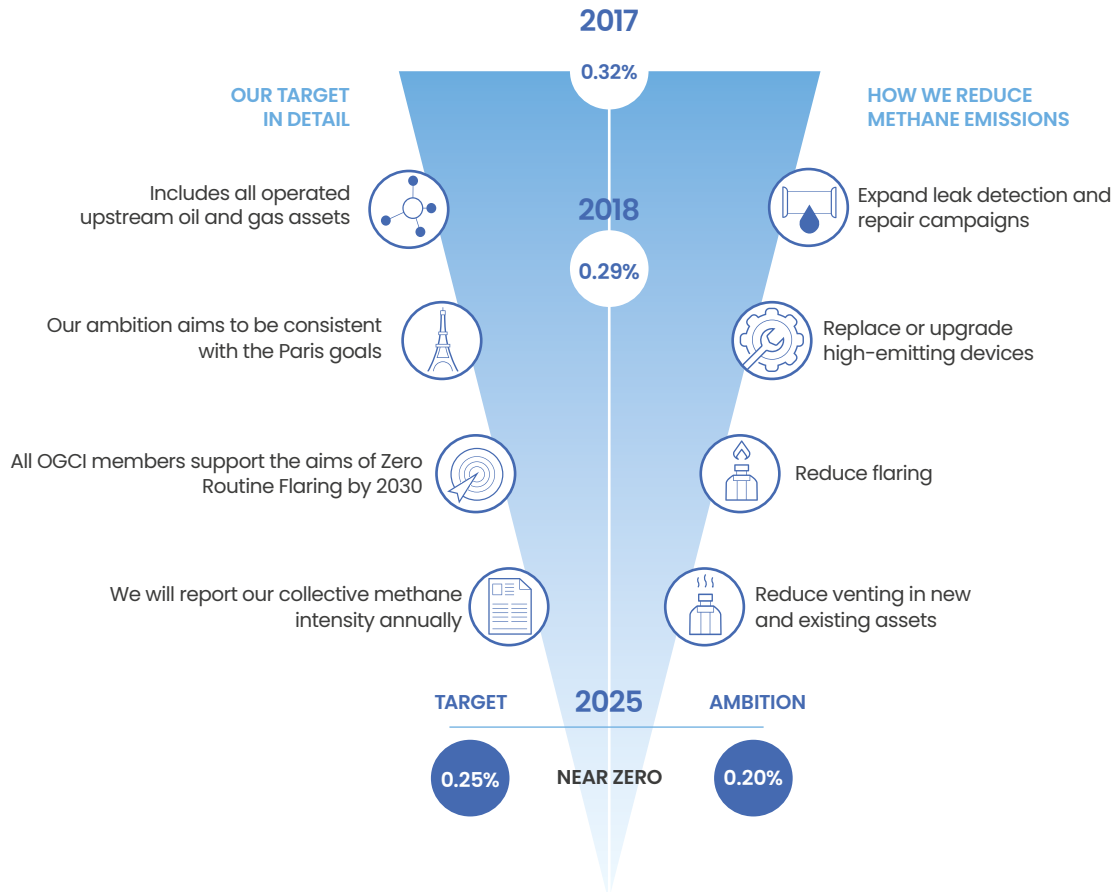 2017
0.32%
OUR TARGET
IN DETAIL
HOW WE REDUCE
METHANE EMISSIONS
Includes all operated
upstream oil and gas assets
2018
0.29%
Expand leak detection and
repair campaigns
Our ambition aims to be consistent
with the Paris goals
Replace or upgrade
high-emitting devices
All OGCI members support the aims of Zero
Routine Flaring by 2030
Reduce flaring
We will report our collective methane
intensity annually
Reduce venting in new
and existing assets
TARGET
2025
AMBITION
0.25%
NEAR ZERO
0.20%